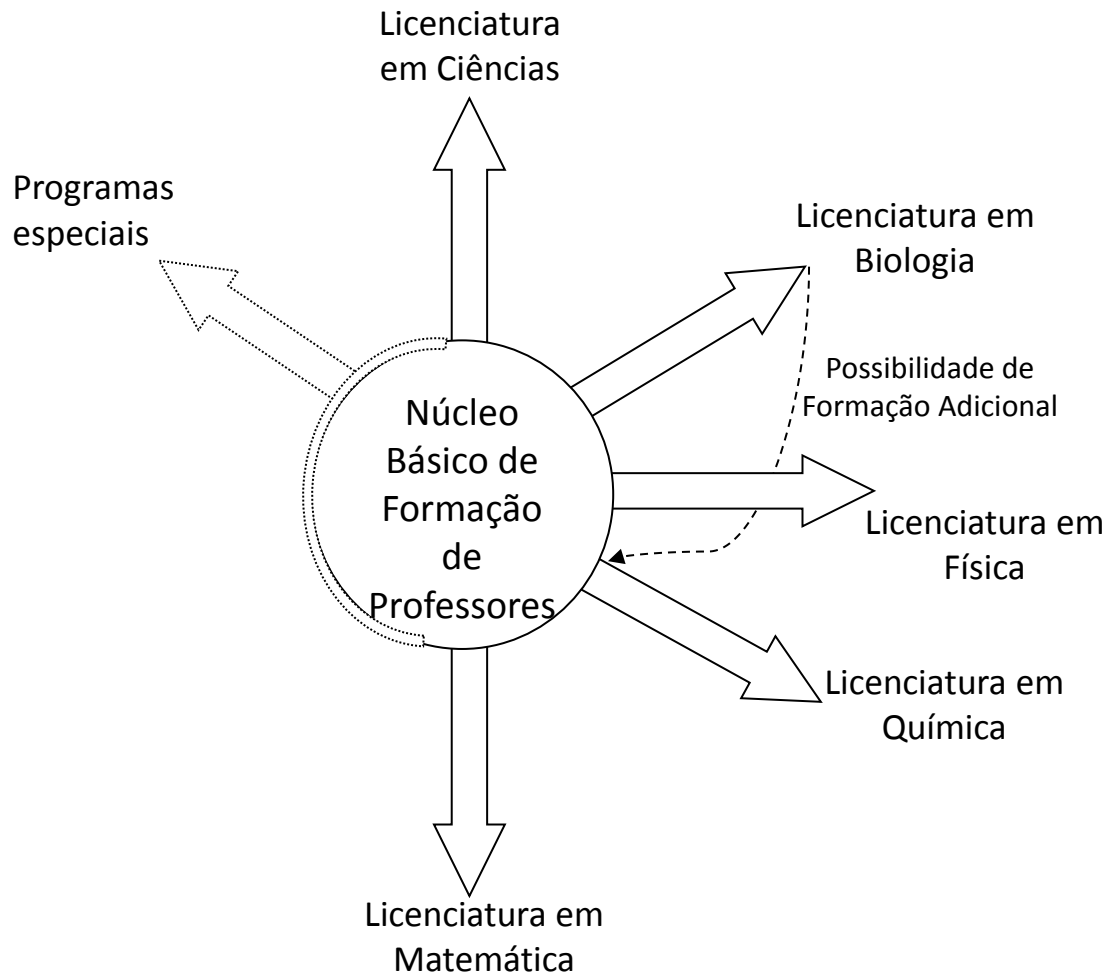 Licenciatura
em Ciências
Programas
especiais
Licenciatura em
Biologia
Possibilidade de
Formação Adicional
Núcleo
Básico de
Formação
de
Professores
Licenciatura em
Física
Licenciatura em
Química
Licenciatura em
Matemática